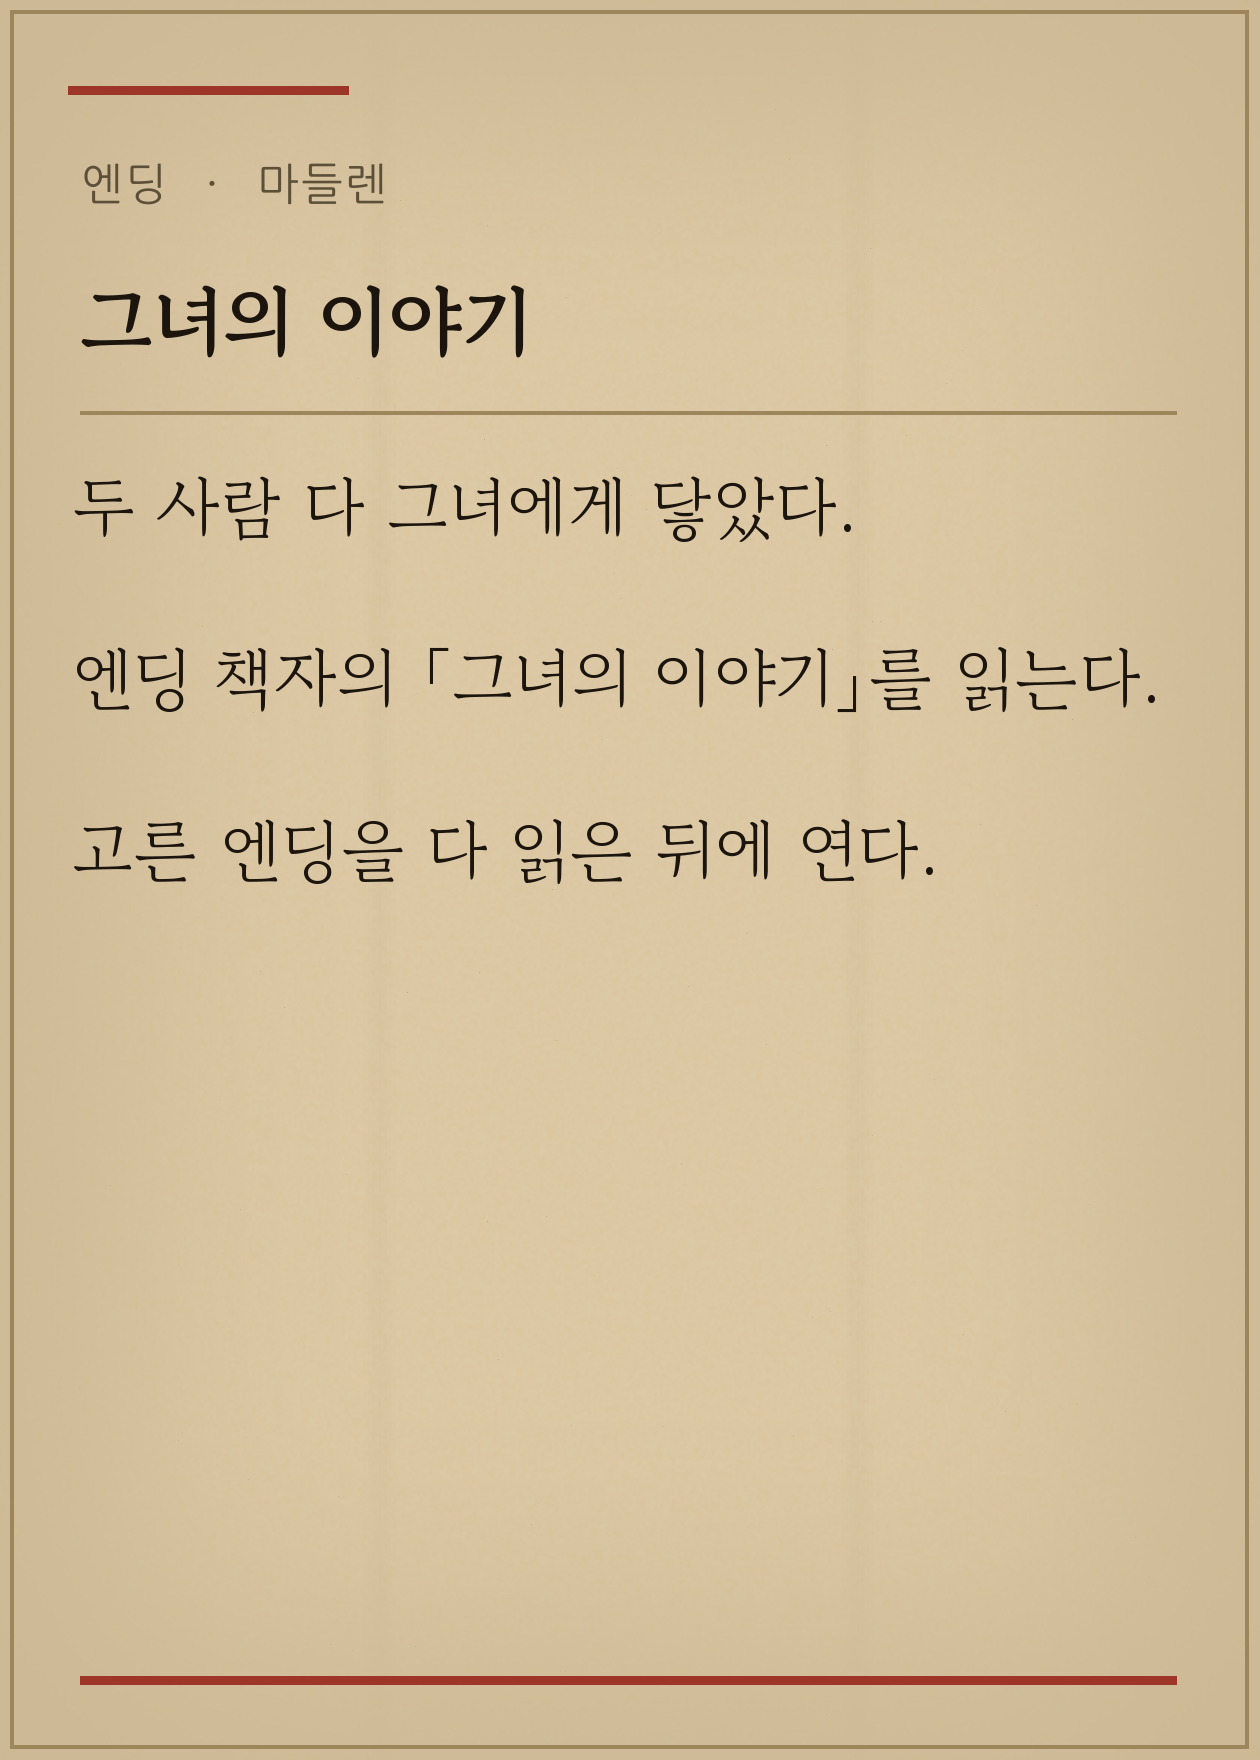 엔딩 · 마들렌
그녀의 이야기
두 사람 다 그녀에게 닿았다.
엔딩 책자의 「그녀의 이야기」를 읽는다.
고른 엔딩을 다 읽은 뒤에 연다.